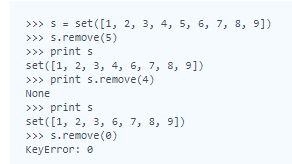 >>> s = set([1, 2, 3, 4, 5, 6, 7, 8, 9])
>>> s.remove(5)
>>> print s
set([1, 2, 3, 4, 6, 7, 8, 9])
>>> print s.remove(4)
None
>>> print s
set([1, 2, 3, 6, 7, 8, 9])
>>> s.remove(0)
KeyError: 0